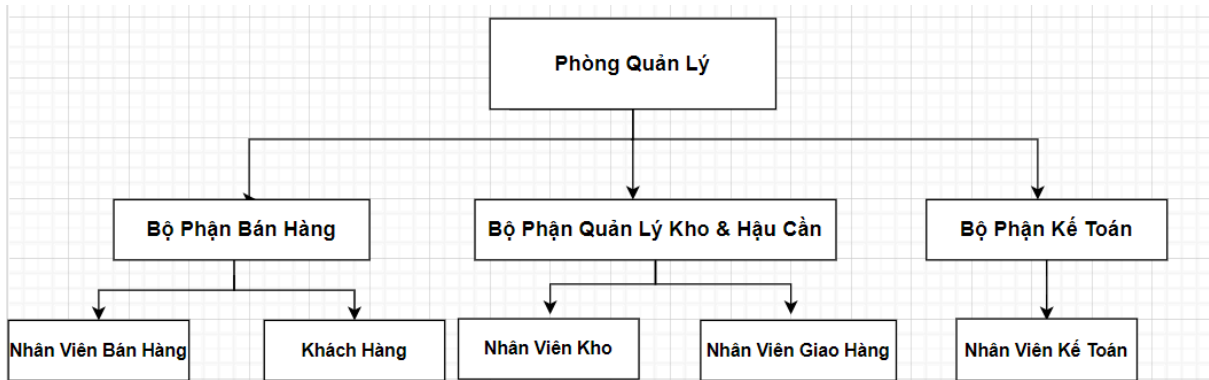 Phòng Quản Lý
Bộ Phận Bán Hàng
Bộ Phận Quản Lý Kho & Hậu Cần
Bộ Phận Kế Toán
Nhân Viên Bán Hàng
Khách Hàng
Nhân Viên Kho
Nhân Viên Giao Hàng
Nhân Viên Kế Toán